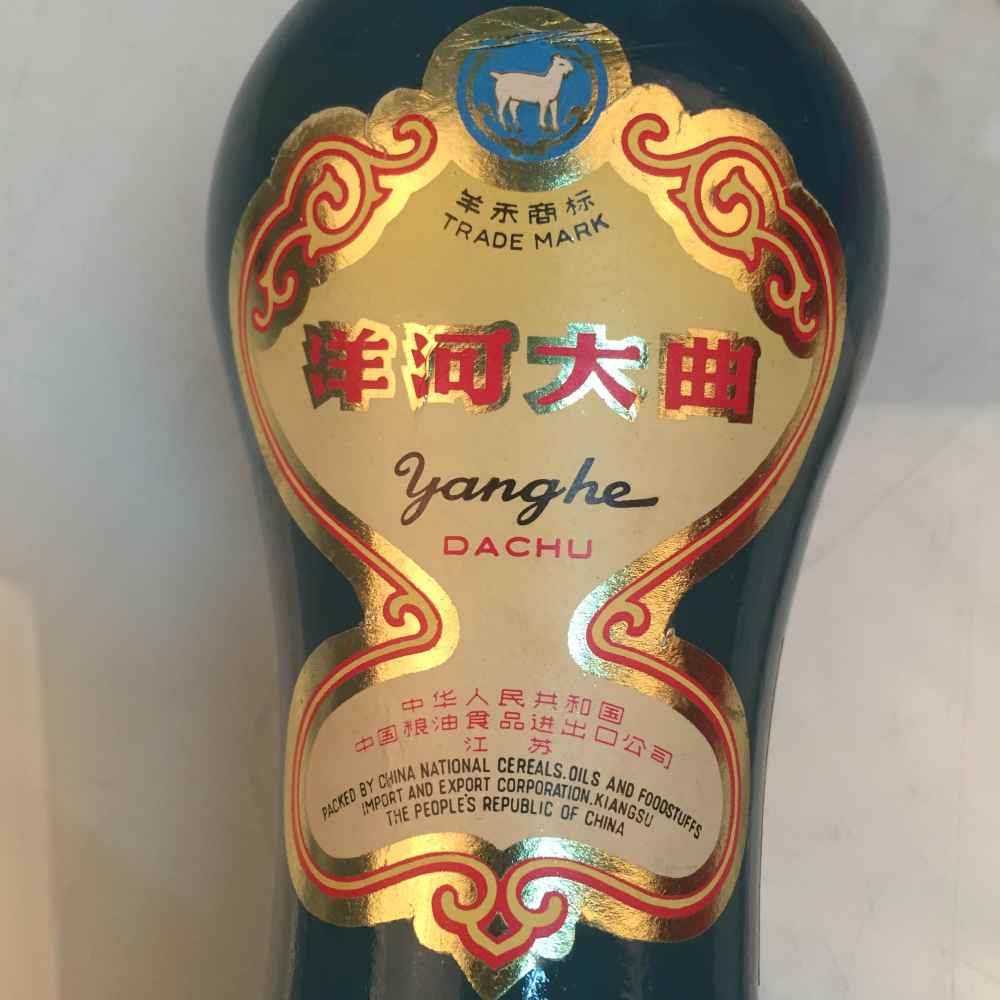 羊禾商标
TRADE MARK
洋河大曲
Yanghe
DACHU
中华人民共和国
中国粮油食品进出口公司
江苏
PACKED BY CHINA NATIONAL CEREALS.OILS AND FOODSTUFFS
IMPORT AND EXPORT CORPORATION.KIANGSU
THE PEOPLE'S REPUBLIC OF CHINA